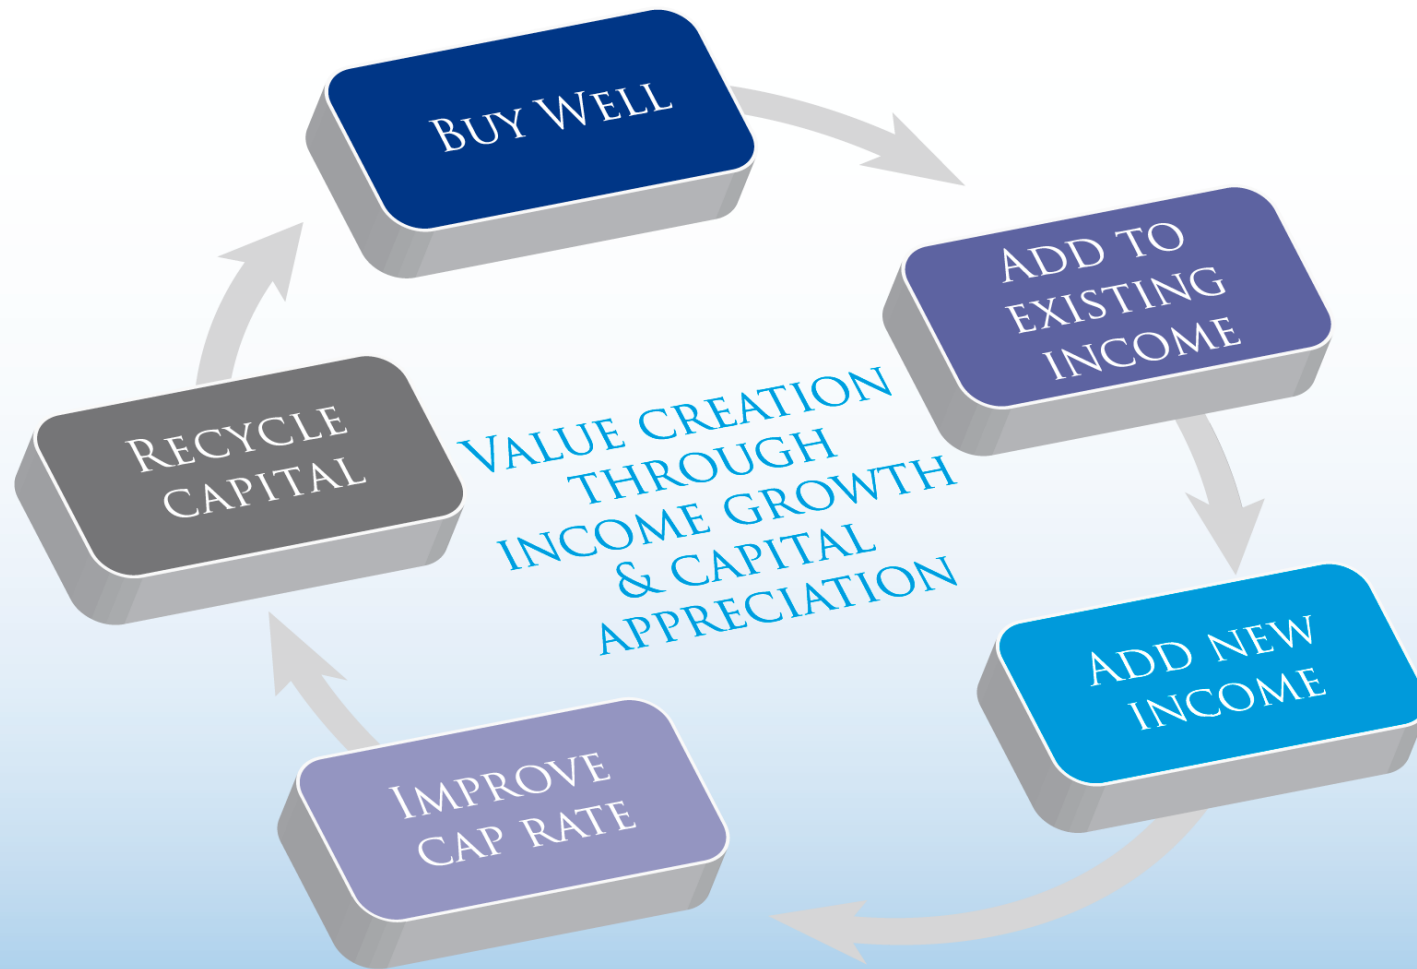 Buy Well
Add to
existing
income
Add new
income
Improve
cap rate
Recycle
capital
Value creation
through
income growth
& capital
appreciation